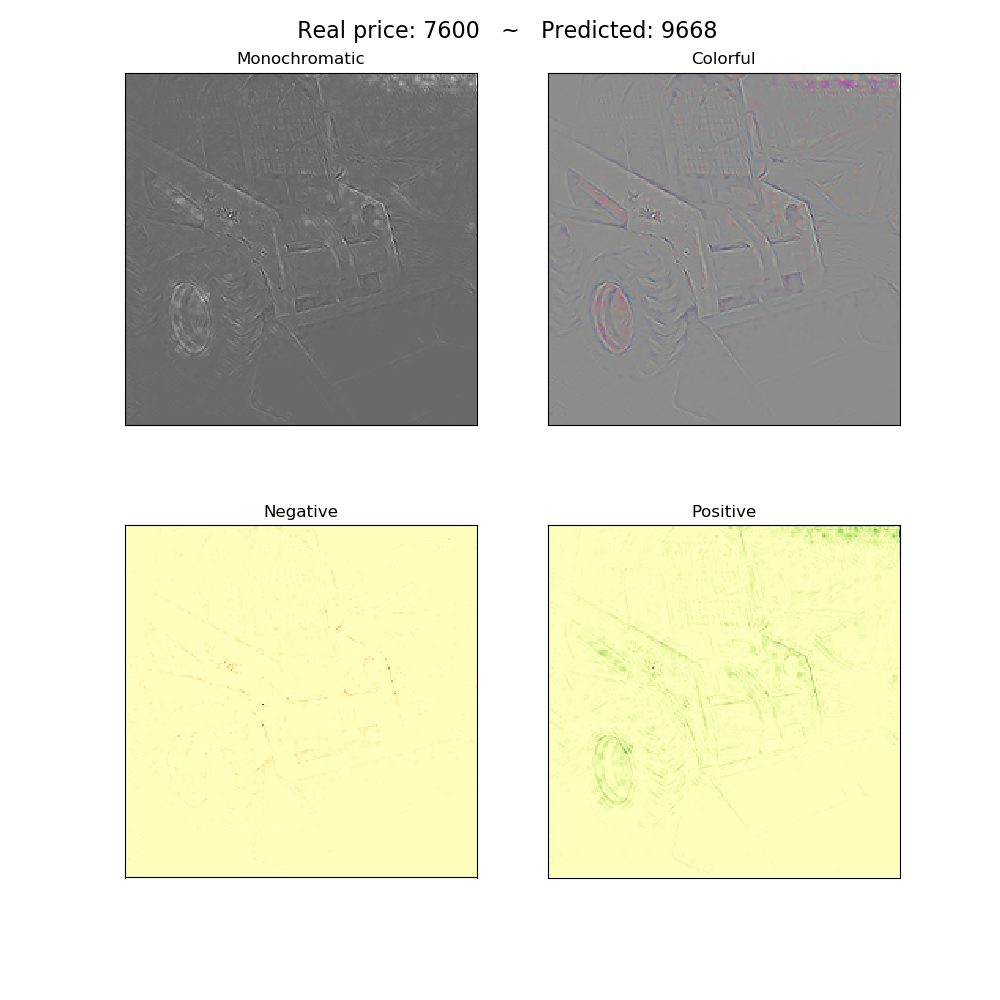 Real price: 7600 ~ Predicted: 9668
Monochromatic
Colorful
Negative
Positive